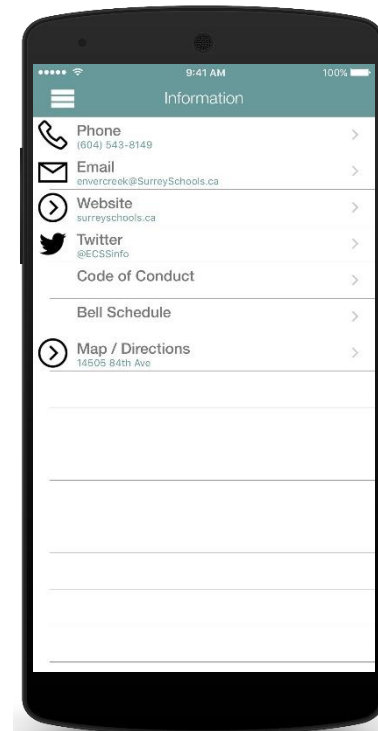 9:41 AM
100%
Information
Phone
(604) 543-8149
Email
envercreek@SurreySchools.ca
Website
surreyschools.ca
Twitter
@ECSSinfo
Code of Conduct
Bell Schedule
Map / Directions
14505 84th Ave